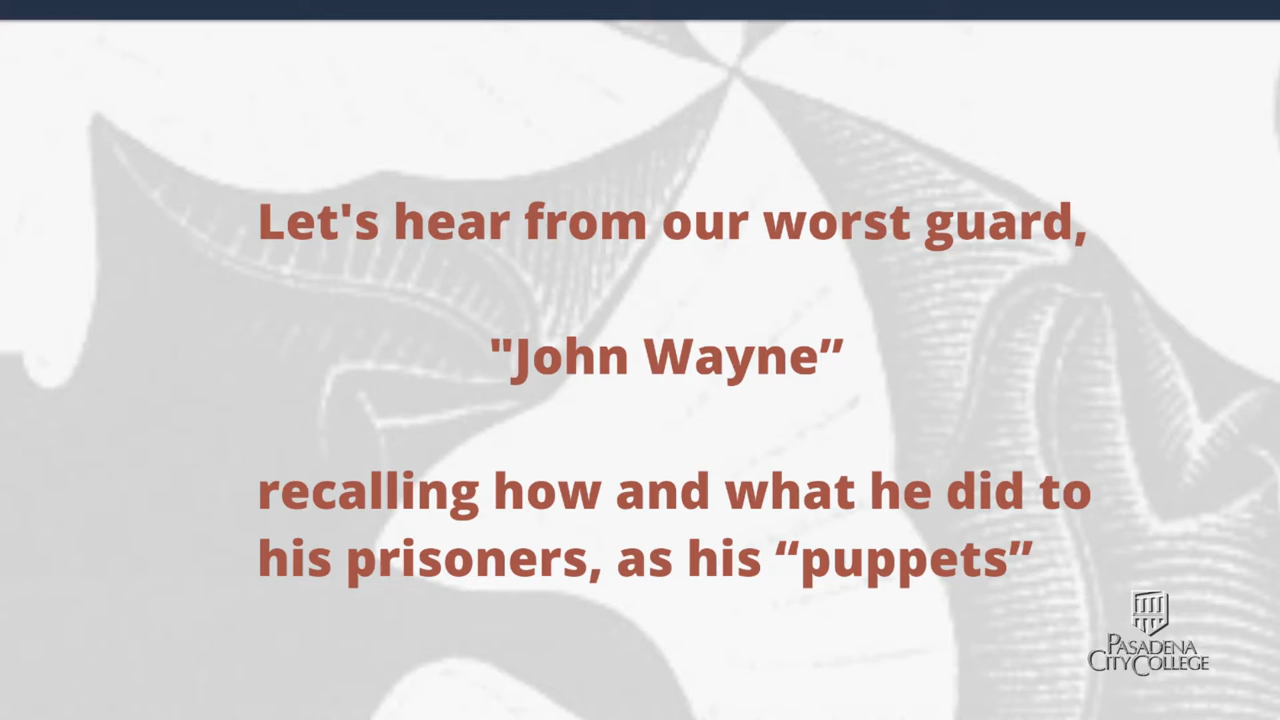 Let's hear from our worst guard,
"John Wayne”
recalling how and what he did to
his prisoners, as his “puppets”
PASADENA
CITY COLLEGE